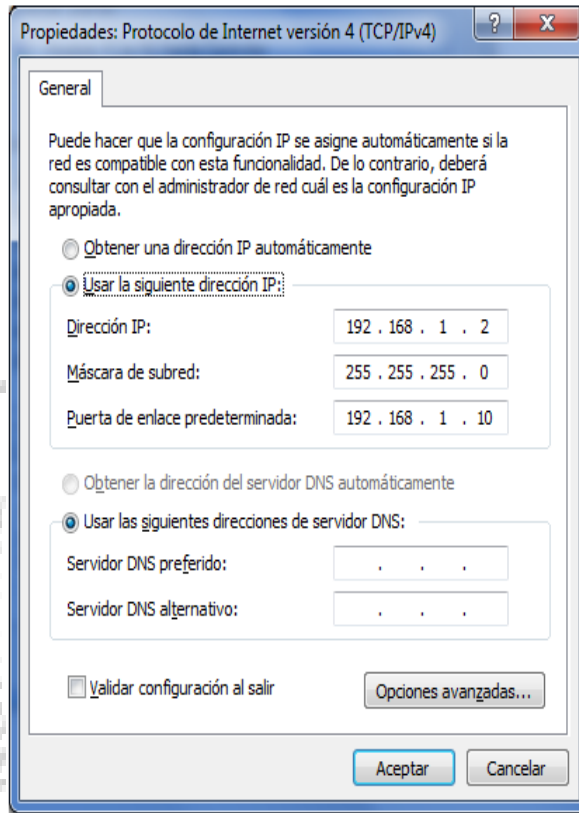 Propiedades: Protocolo de Internet versión 4 (TCP/IPv4)
?
X
General
Puede hacer que la configuración IP se asigne automáticamente si la
red es compatible con esta funcionalidad. De lo contrario, deberá
consultar con el administrador de red cuál es la configuración IP
apropiada.
Obtener una dirección IP automáticamente
Usar la siguiente dirección IP:
Dirección IP: 192 . 168 . 1 . 2
Máscara de subred: 255 . 255 . 255 . 0
Puerta de enlace predeterminada: 192 . 168 . 1 . 10
Obtener la dirección del servidor DNS automáticamente
Usar las siguientes direcciones de servidor DNS:
Servidor DNS preferido: . . .
Servidor DNS alternativo: . . .
Validar configuración al salir
Opciones avanzadas...
Aceptar Cancelar